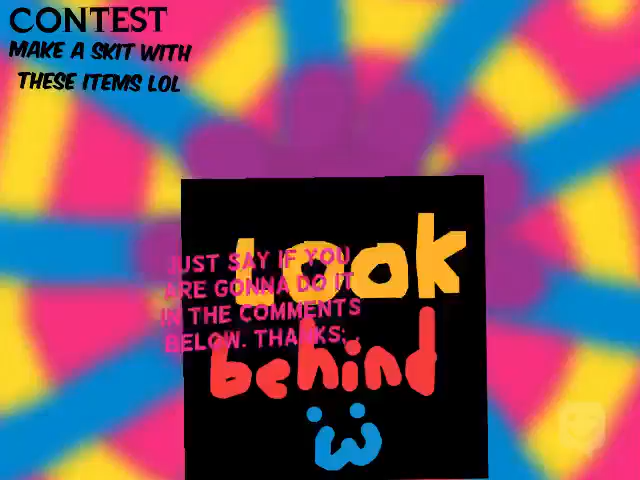 CONTEST
MAKE A SKIT WITH
THESE ITEMS LOL
Look
behind
:3
JUST SAY IF YOU
ARE GONNA DO IT
IN THE COMMENTS
BELOW. THANKS;.